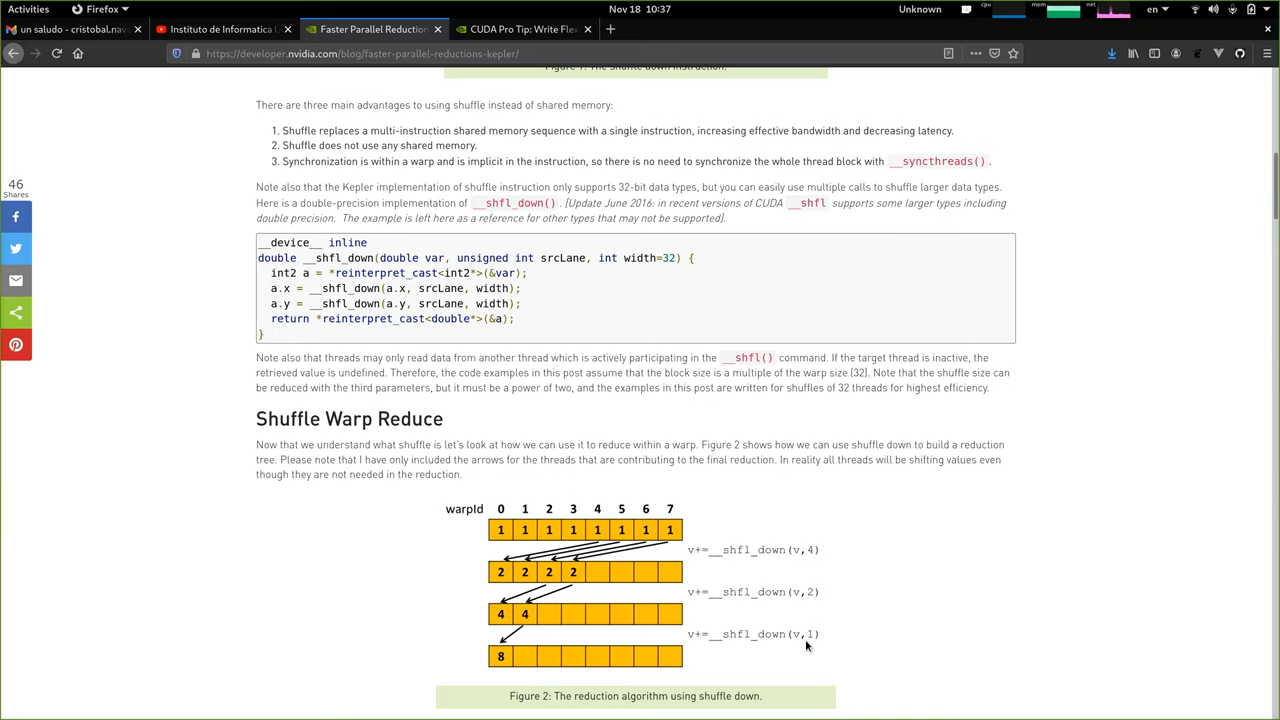 Activities
Firefox
Nov 18 10:37
Unknown
cpu
mem
net
en
un saludo - cristobal.nav
Instituto de Informatica U
Faster Parallel Reduction
CUDA Pro Tip: Write Flex
https://developer.nvidia.com/blog/faster-parallel-reductions-kepler/
Figure 1: The shuffle down instruction.
There are three main advantages to using shuffle instead of shared memory:
1. Shuffle replaces a multi-instruction shared memory sequence with a single instruction, increasing effective bandwidth and decreasing latency.
2. Shuffle does not use any shared memory.
3. Synchronization is within a warp and is implicit in the instruction, so there is no need to synchronize the whole thread block with __syncthreads() .
46
Shares
Note also that the Kepler implementation of shuffle instruction only supports 32-bit data types, but you can easily use multiple calls to shuffle larger data types.
Here is a double-precision implementation of __shfl_down() . [Update June 2016: in recent versions of CUDA __shfl supports some larger types including
double precision. The example is left here as a reference for other types that may not be supported].
__device__ inline
double __shfl_down(double var, unsigned int srcLane, int width=32) {
int2 a = *reinterpret_cast<int2*>(&var);
a.x = __shfl_down(a.x, srcLane, width);
a.y = __shfl_down(a.y, srcLane, width);
return *reinterpret_cast<double*>(&a);
}
Note also that threads may only read data from another thread which is actively participating in the __shfl() command. If the target thread is inactive, the
retrieved value is undefined. Therefore, the code examples in this post assume that the block size is a multiple of the warp size (32). Note that the shuffle size can
be reduced with the third parameters, but it must be a power of two, and the examples in this post are written for shuffles of 32 threads for highest efficiency.
Shuffle Warp Reduce
Now that we understand what shuffle is let's look at how we can use it to reduce within a warp. Figure 2 shows how we can use shuffle down to build a reduction
tree. Please note that I have only included the arrows for the threads that are contributing to the final reduction. In reality all threads will be shifting values even
though they are not needed in the reduction.
warpId 0 1 2 3 4 5 6 7
1 1 1 1 1 1 1 1
v+=__shfl_down(v,4)
2 2 2 2
v+=__shfl_down(v,2)
4 4
v+=__shfl_down(v,1)
8
Figure 2: The reduction algorithm using shuffle down.